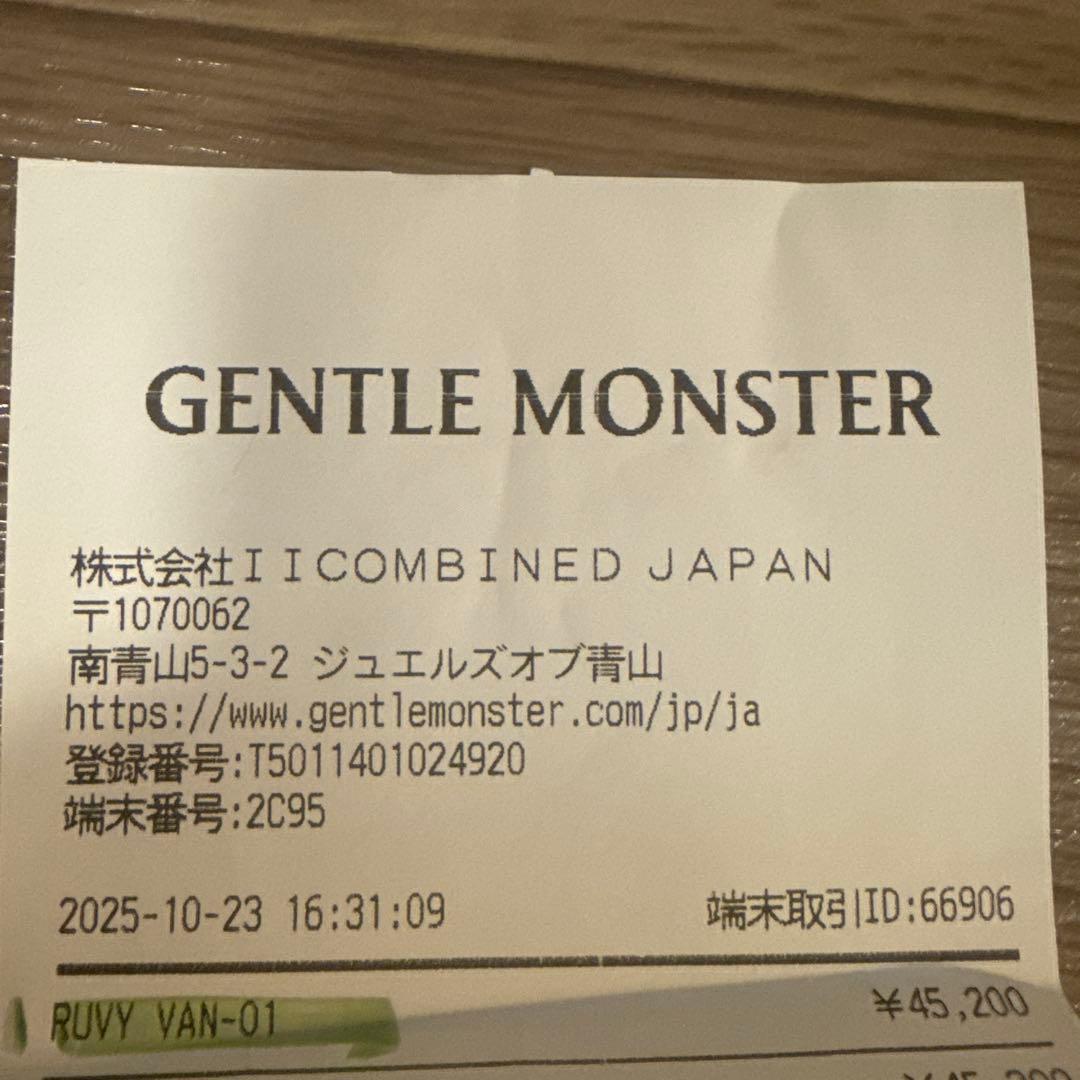 GENTLE MONSTER
株式会社ＩＩＣＯＭＢＩＮＥＤ ＪＡＰＡＮ
〒1070062
南青山5-3-2 ジュエルズオブ青山
https://www.gentlemonster.com/jp/ja
登録番号:T5011401024920
端末番号:2C95
2025-10-23 16:31:09 端末取引ID:66906
RUVY VAN-01 ¥45,200